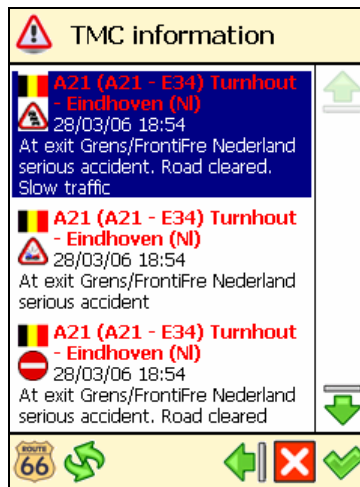 TMC information
A21 (A21 - E34) Turnhout
- Eindhoven (Nl)
28/03/06 18:54
At exit Grens/FrontiFre Nederland
serious accident. Road cleared.
Slow traffic
A21 (A21 - E34) Turnhout
- Eindhoven (Nl)
28/03/06 18:54
At exit Grens/FrontiFre Nederland
serious accident
A21 (A21 - E34) Turnhout
- Eindhoven (Nl)
28/03/06 18:54
At exit Grens/FrontiFre Nederland
serious accident. Road cleared
ROUTE
66